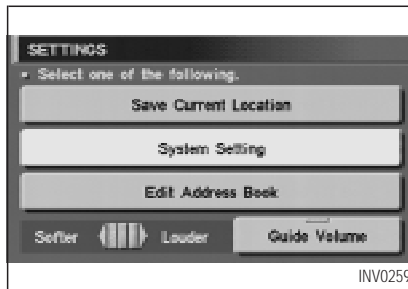 SETTINGS
Select one of the following.
Save Current Location
System Setting
Edit Address Book
Softer Louder Guide Volume
INV0259